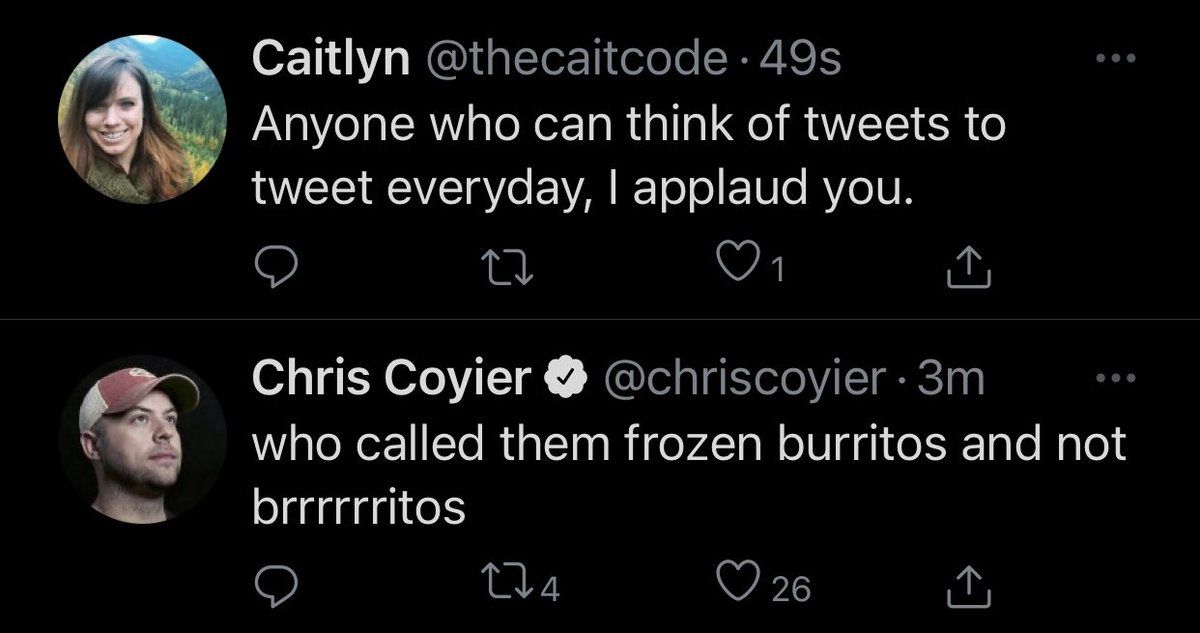 Caitlyn @thecaitcode · 49s
Anyone who can think of tweets to
tweet everyday, I applaud you.
1
Chris Coyier @chriscoyier · 3m
who called them frozen burritos and not
brrrrrritos
4 26